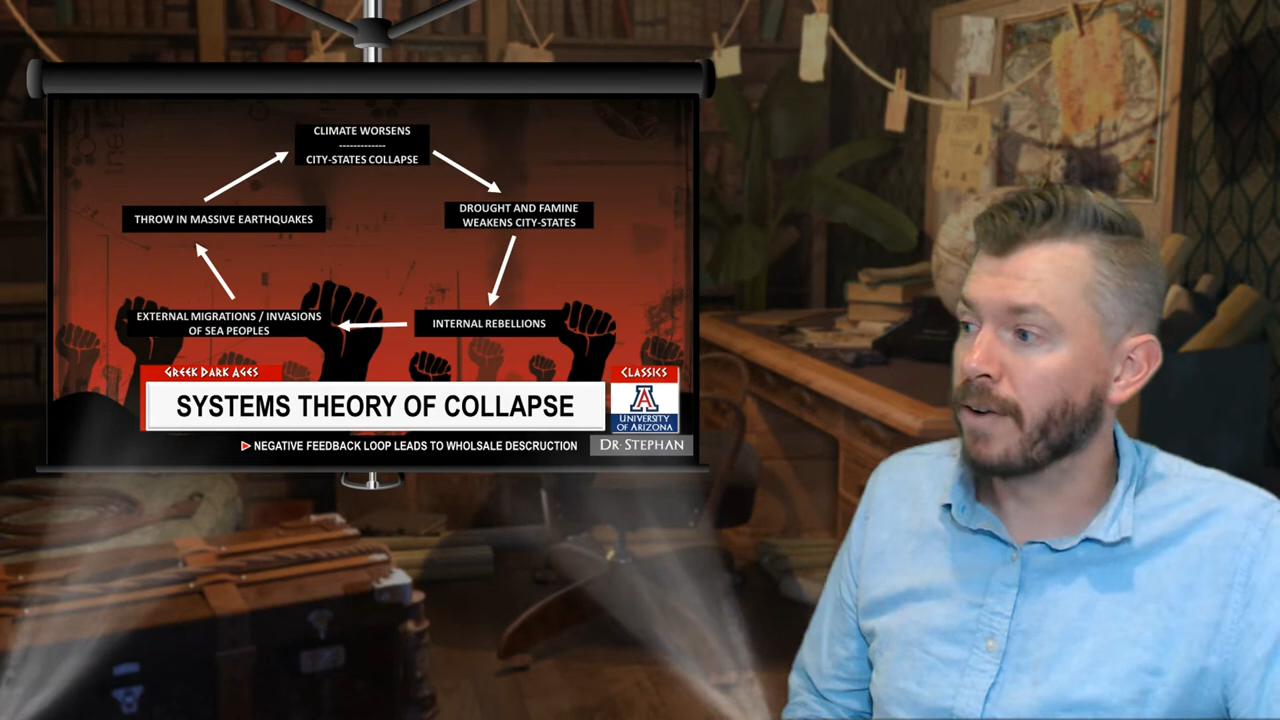 CLIMATE WORSENS
-------------
CITY-STATES COLLAPSE
DROUGHT AND FAMINE
WEAKENS CITY-STATES
THROW IN MASSIVE EARTHQUAKES
EXTERNAL MIGRATIONS / INVASIONS
OF SEA PEOPLES
INTERNAL REBELLIONS
GREEK DARK AGES
CLASSICS
SYSTEMS THEORY OF COLLAPSE
A
UNIVERSITY
OF ARIZONA
NEGATIVE FEEDBACK LOOP LEADS TO WHOLSALE DESCRUCTION
DR. STEPHAN